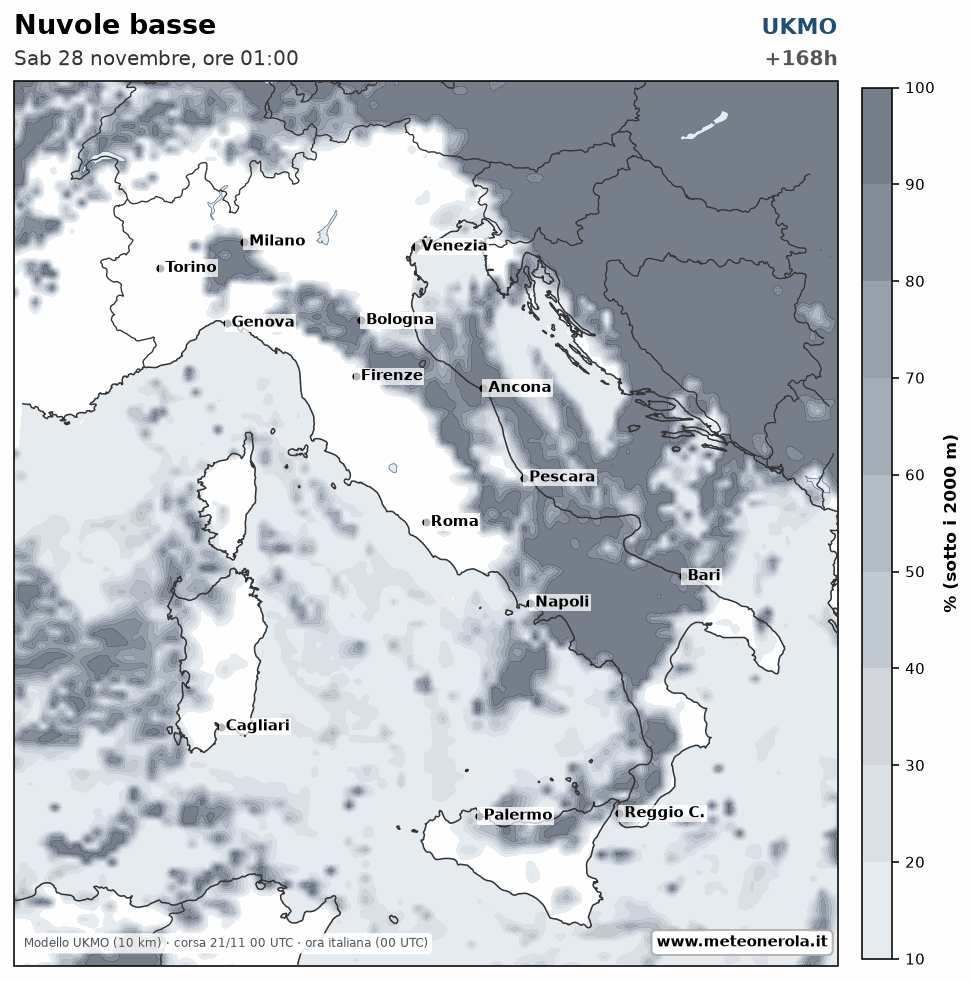 Nuvole basse
UKMO
Sab 28 novembre, ore 01:00
+168h
100
90
80
70
60
50
40
30
20
10
% (sotto i 2000 m)
Milano
Venezia
Torino
Genova
Bologna
Firenze
Ancona
Pescara
Roma
Bari
Napoli
Cagliari
Palermo
Reggio C.
Modello UKMO (10 km) · corsa 21/11 00 UTC · ora italiana (00 UTC)
www.meteonerola.it